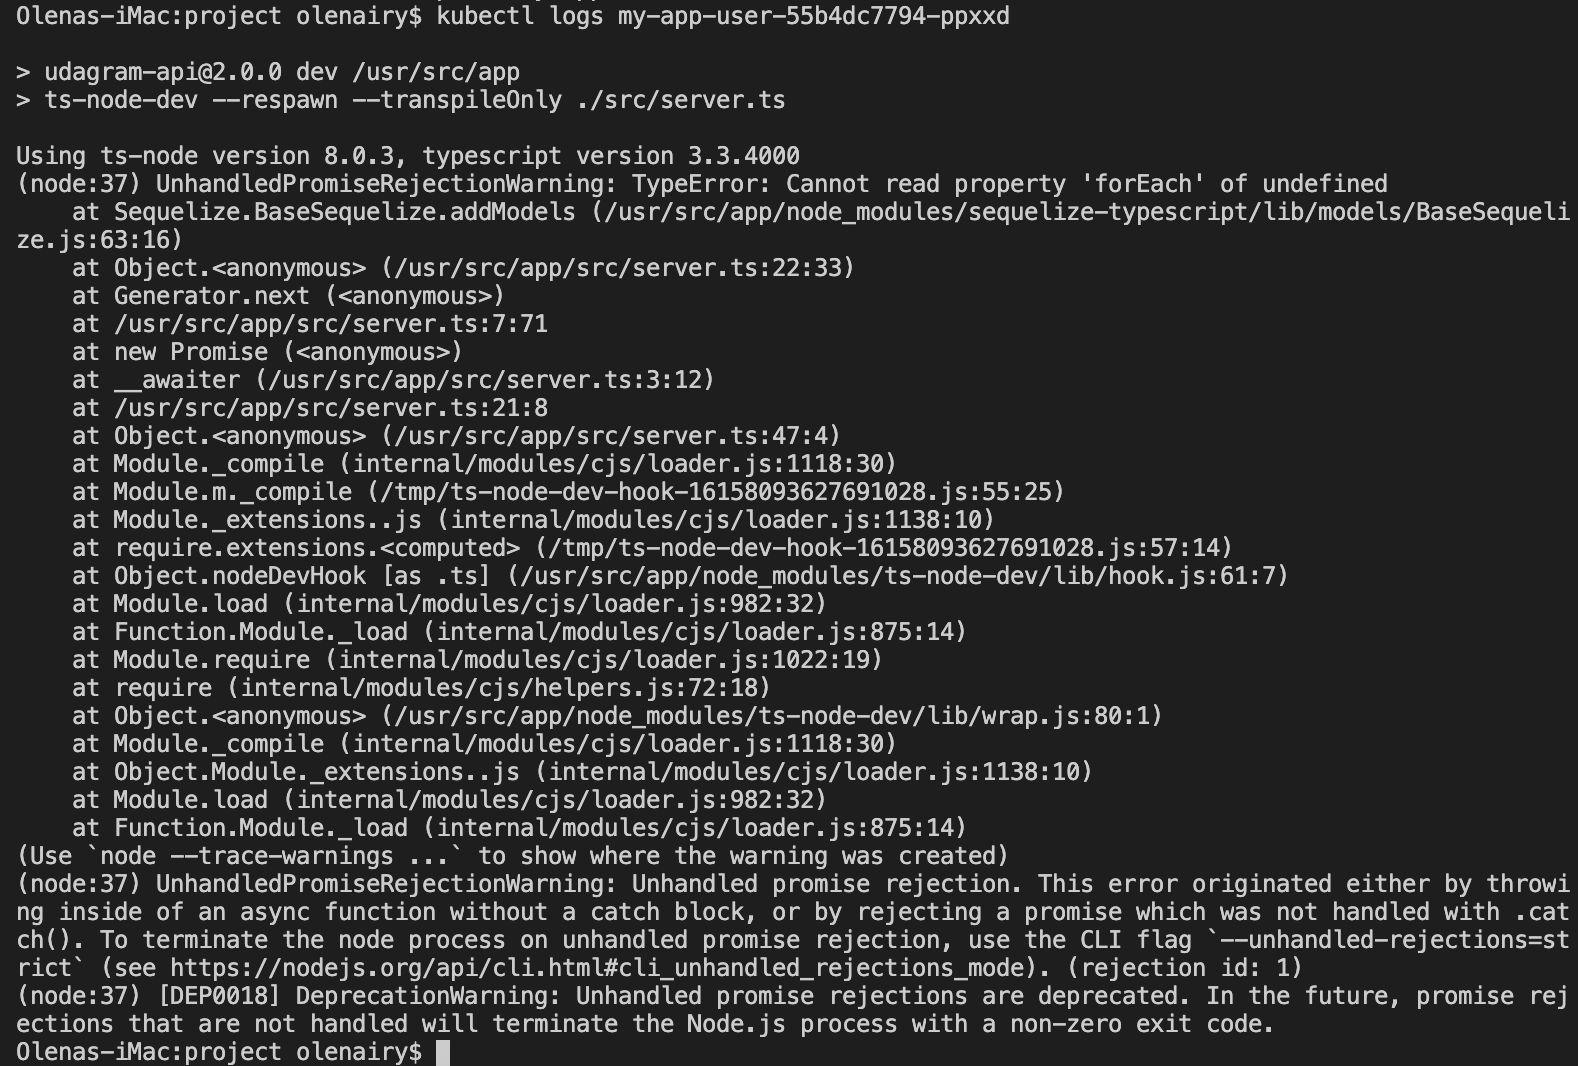 Olenas-iMac:project olenairy$ kubectl logs my-app-user-55b4dc7794-ppxxd
> udagram-api@2.0.0 dev /usr/src/app
> ts-node-dev --respawn --transpileOnly ./src/server.ts
Using ts-node version 8.0.3, typescript version 3.3.4000
(node:37) UnhandledPromiseRejectionWarning: TypeError: Cannot read property 'forEach' of undefined
    at Sequelize.BaseSequelize.addModels (/usr/src/app/node_modules/sequelize-typescript/lib/models/BaseSequeli
ze.js:63:16)
    at Object.<anonymous> (/usr/src/app/src/server.ts:22:33)
    at Generator.next (<anonymous>)
    at /usr/src/app/src/server.ts:7:71
    at new Promise (<anonymous>)
    at __awaiter (/usr/src/app/src/server.ts:3:12)
    at /usr/src/app/src/server.ts:21:8
    at Object.<anonymous> (/usr/src/app/src/server.ts:47:4)
    at Module._compile (internal/modules/cjs/loader.js:1118:30)
    at Module.m._compile (/tmp/ts-node-dev-hook-16158093627691028.js:55:25)
    at Module._extensions..js (internal/modules/cjs/loader.js:1138:10)
    at require.extensions.<computed> (/tmp/ts-node-dev-hook-16158093627691028.js:57:14)
    at Object.nodeDevHook [as .ts] (/usr/src/app/node_modules/ts-node-dev/lib/hook.js:61:7)
    at Module.load (internal/modules/cjs/loader.js:982:32)
    at Function.Module._load (internal/modules/cjs/loader.js:875:14)
    at Module.require (internal/modules/cjs/loader.js:1022:19)
    at require (internal/modules/cjs/helpers.js:72:18)
    at Object.<anonymous> (/usr/src/app/node_modules/ts-node-dev/lib/wrap.js:80:1)
    at Module._compile (internal/modules/cjs/loader.js:1118:30)
    at Object.Module._extensions..js (internal/modules/cjs/loader.js:1138:10)
    at Module.load (internal/modules/cjs/loader.js:982:32)
    at Function.Module._load (internal/modules/cjs/loader.js:875:14)
(Use `node --trace-warnings ...` to show where the warning was created)
(node:37) UnhandledPromiseRejectionWarning: Unhandled promise rejection. This error originated either by throwi
ng inside of an async function without a catch block, or by rejecting a promise which was not handled with .cat
ch(). To terminate the node process on unhandled promise rejection, use the CLI flag `--unhandled-rejections=st
rict` (see https://nodejs.org/api/cli.html#cli_unhandled_rejections_mode). (rejection id: 1)
(node:37) [DEP0018] DeprecationWarning: Unhandled promise rejections are deprecated. In the future, promise rej
ections that are not handled will terminate the Node.js process with a non-zero exit code.
Olenas-iMac:project olenairy$